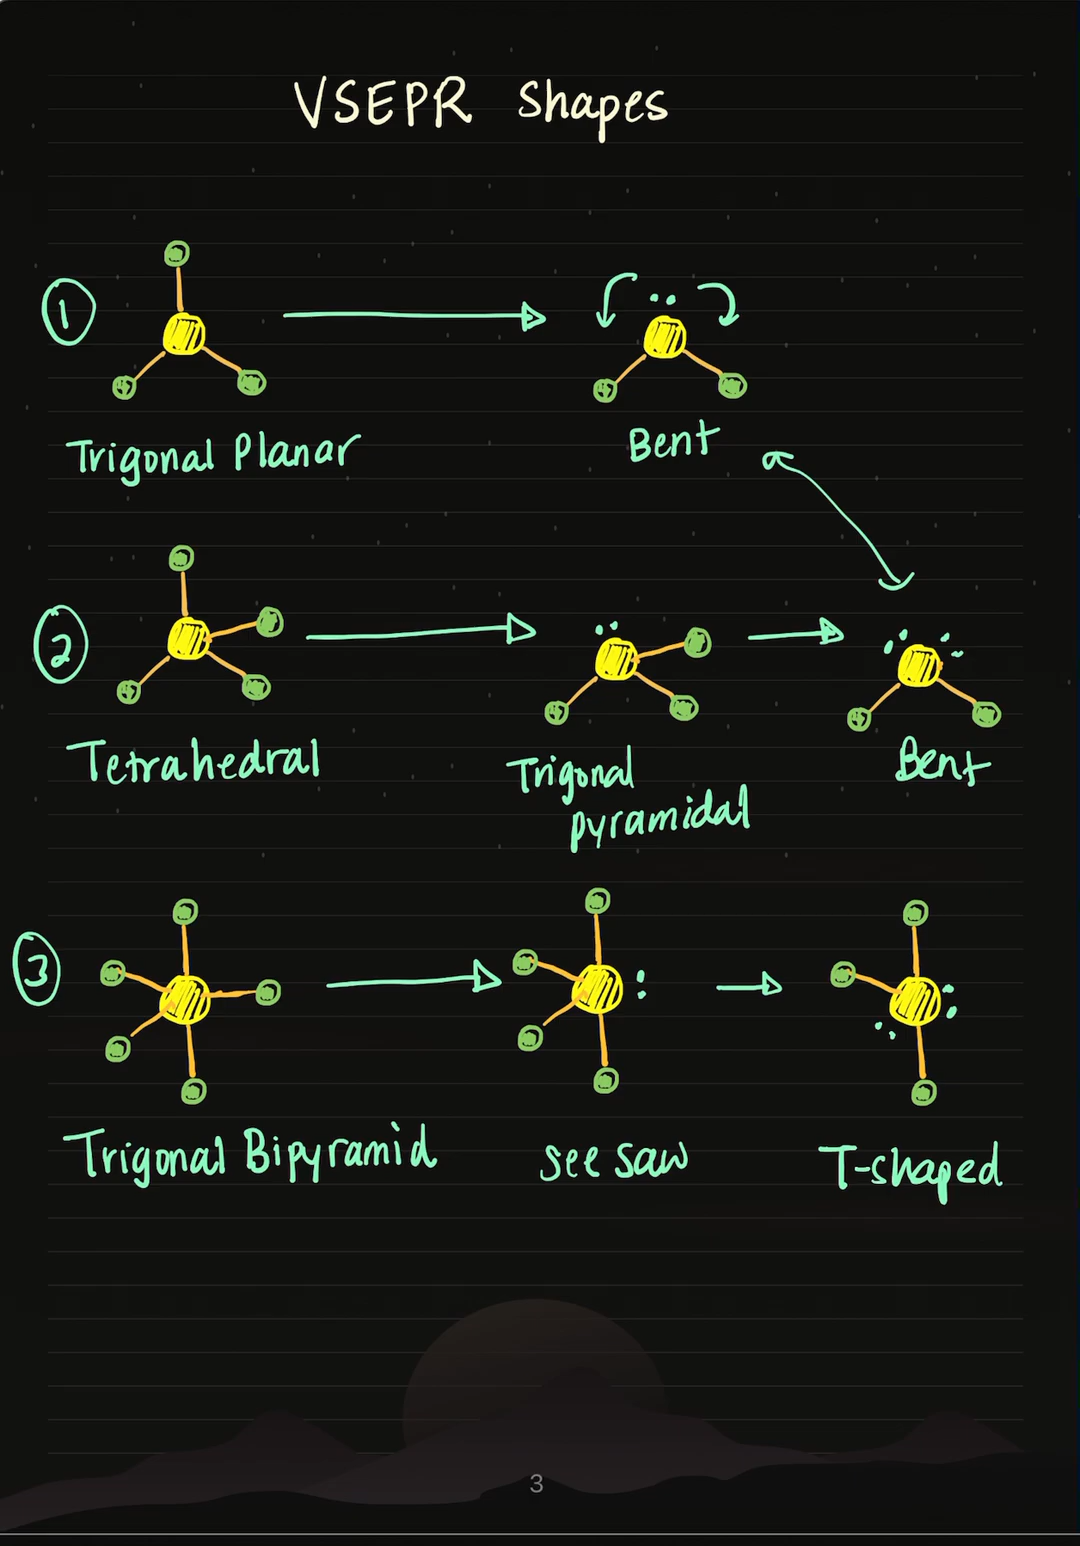 VSEPR Shapes
1
Trigonal Planar
Bent
2
Tetrahedral
Trigonal
pyramidal
Bent
3
Trigonal Bipyramid
See saw
T-shaped
3